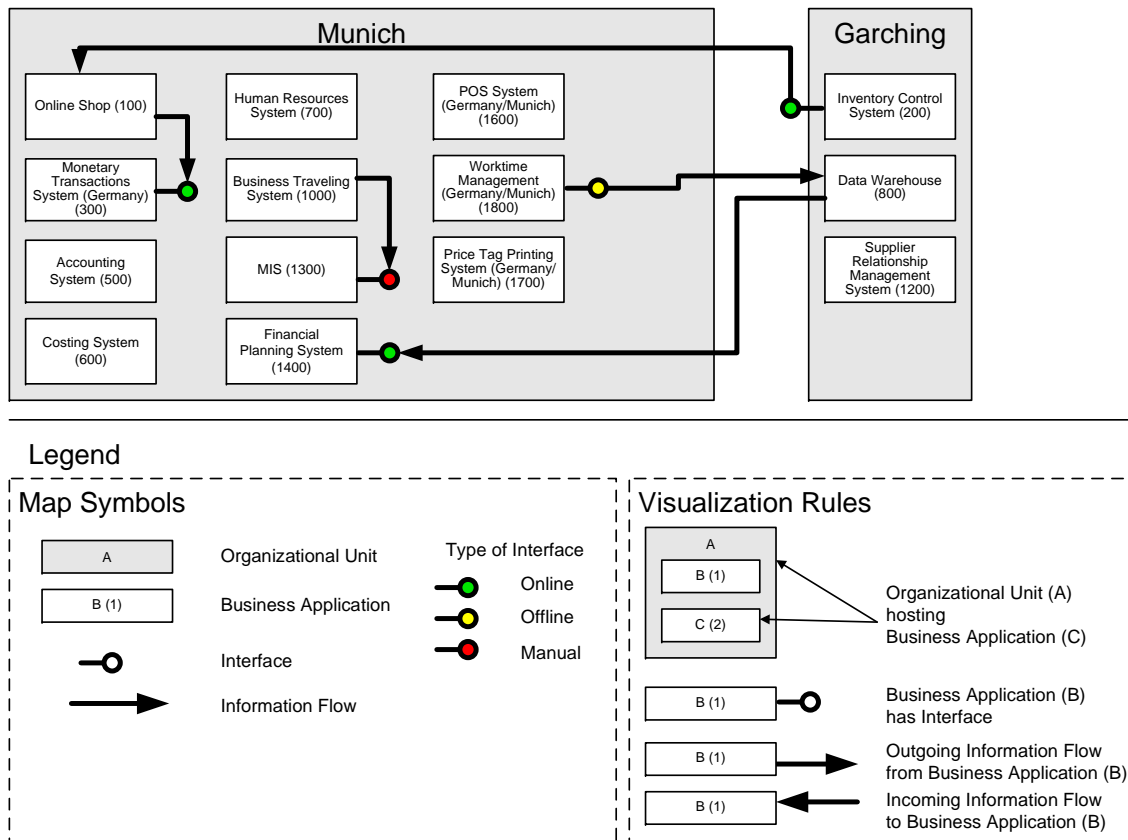 Munich
Garching
Online Shop (100)
Human Resources
System (700)
POS System
(Germany/Munich)
(1600)
Inventory Control
System (200)
Monetary
Transactions
System (Germany)
(300)
Business Traveling
System (1000)
Worktime
Management
(Germany/Munich)
(1800)
Data Warehouse
(800)
Accounting
System (500)
MIS (1300)
Price Tag Printing
System (Germany/
Munich) (1700)
Supplier
Relationship
Management
System (1200)
Costing System
(600)
Financial
Planning System
(1400)
Legend
Map Symbols
A
Organizational Unit
B (1)
Business Application
Interface
Information Flow
Type of Interface
Online
Offline
Manual
Visualization Rules
A
B (1)
C (2)
Organizational Unit (A)
hosting
Business Application (C)
B (1)
Business Application (B)
has Interface
B (1)
Outgoing Information Flow
from Business Application (B)
B (1)
Incoming Information Flow
to Business Application (B)